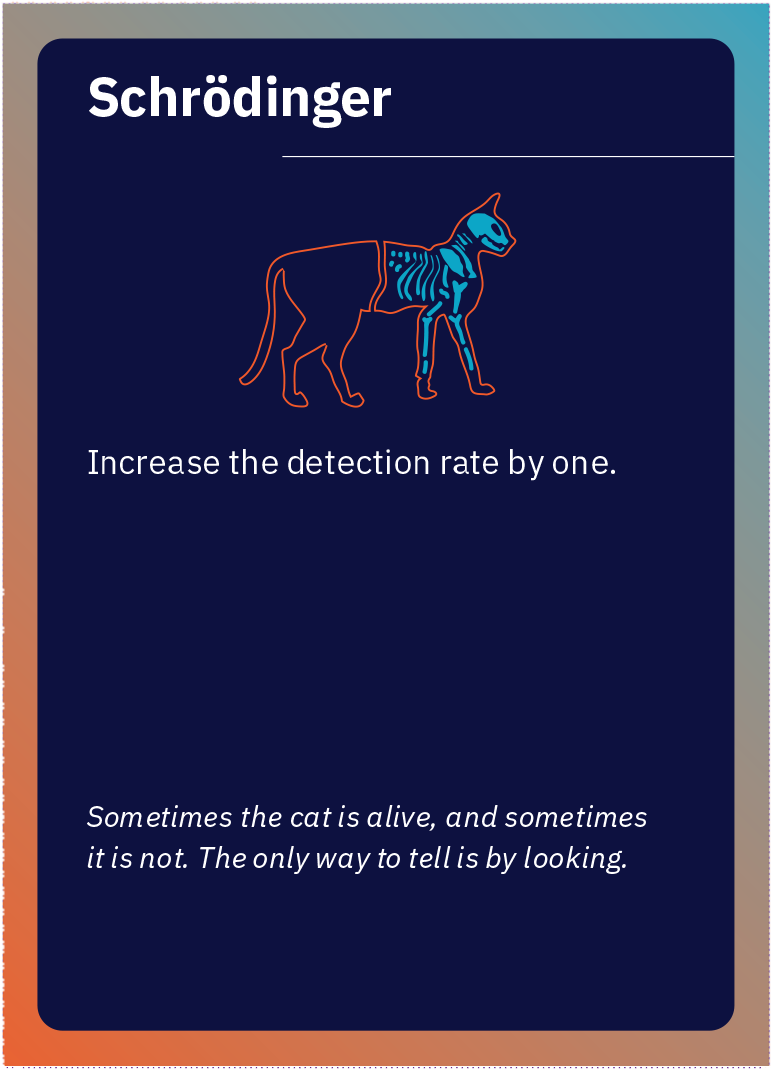 Schrödinger
Increase the detection rate by one.
Sometimes the cat is alive, and sometimes
it is not. The only way to tell is by looking.